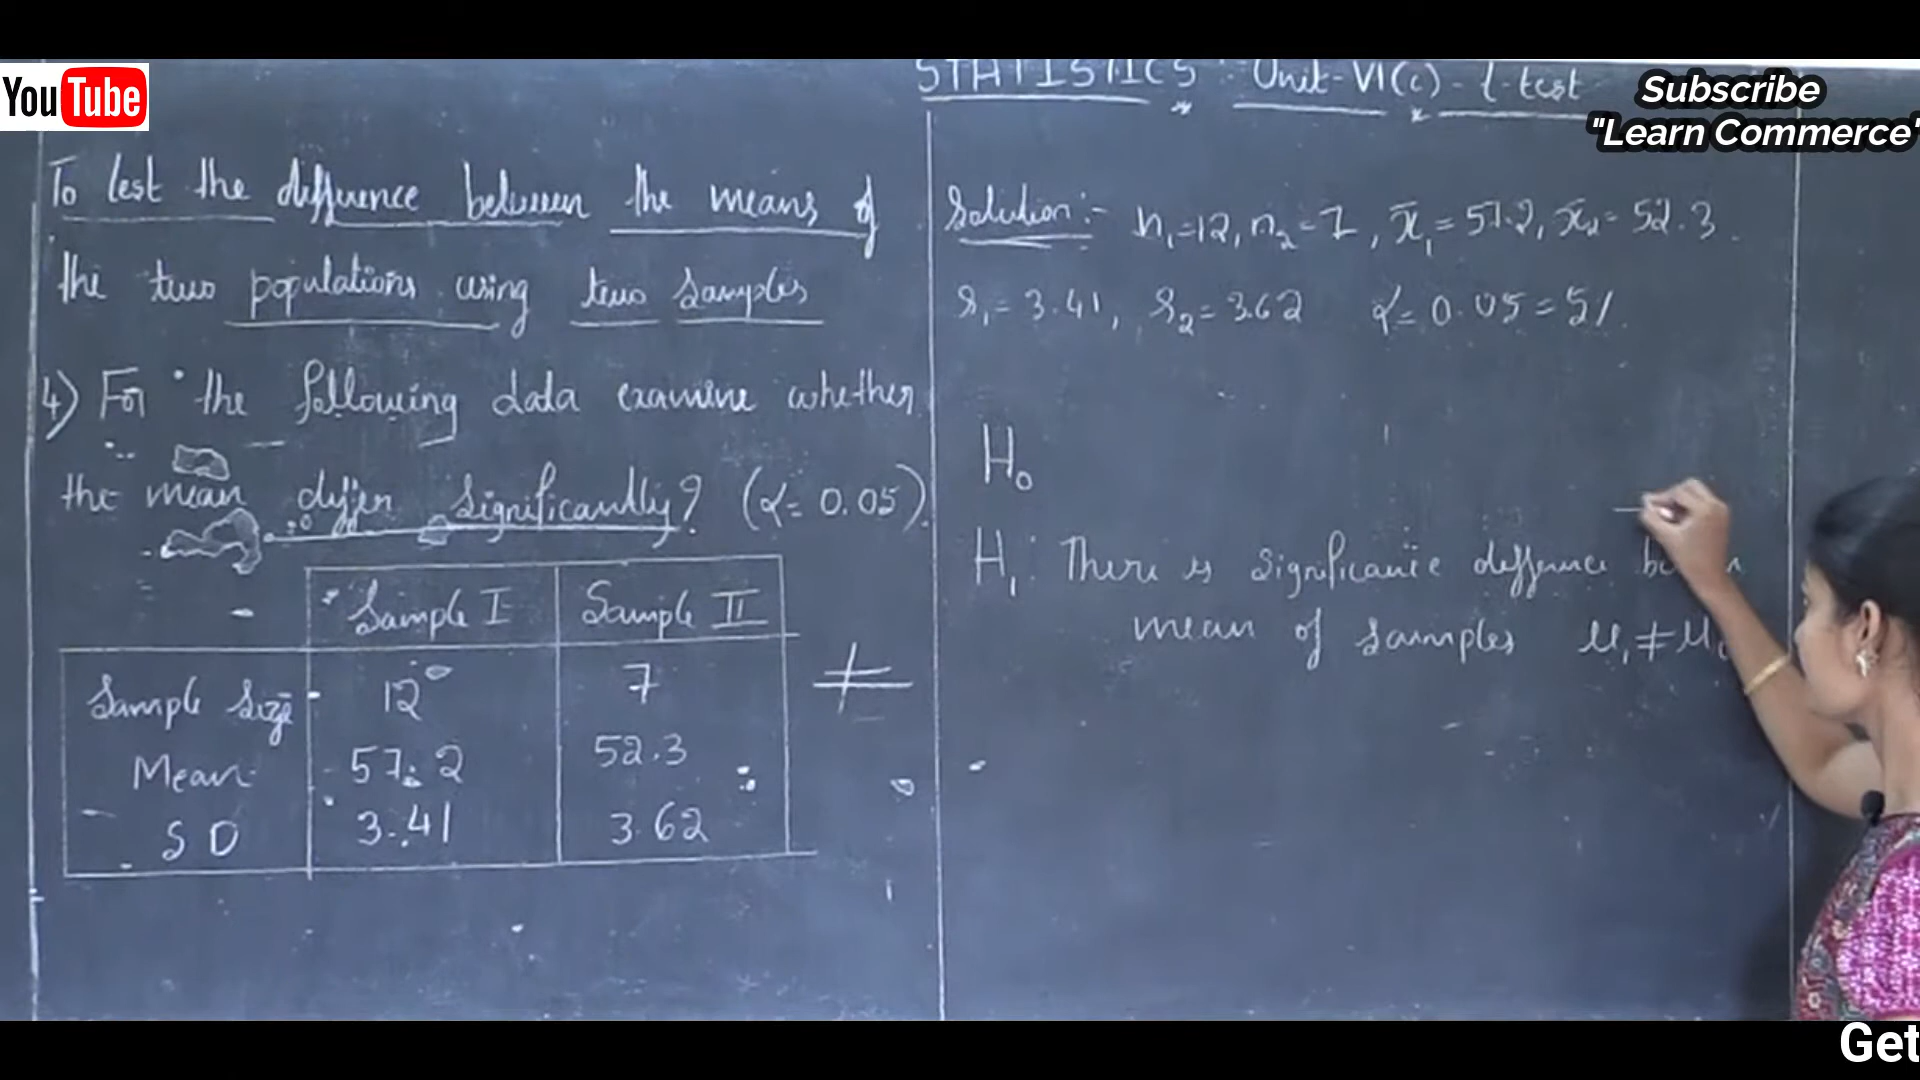 YouTube
STATISTICS : Unit-VI(c) - t-test
Subscribe
"Learn Commerce"
To test the difference between the means of
the two populations using two samples
4) For the following data examine whether
the mean differ significantly? (α = 0.05).
Sample I Sample II
Sample Size 12 7
Mean 57.2 52.3
S D 3.41 3.62
≠
Solution:- n₁=12, n₂=7, x̄₁=57.2, x̄₂=52.3
s₁=3.41, s₂=3.62 α=0.05=5%
H₀
H₁: There is significance difference
mean of samples μ₁≠μ
Get